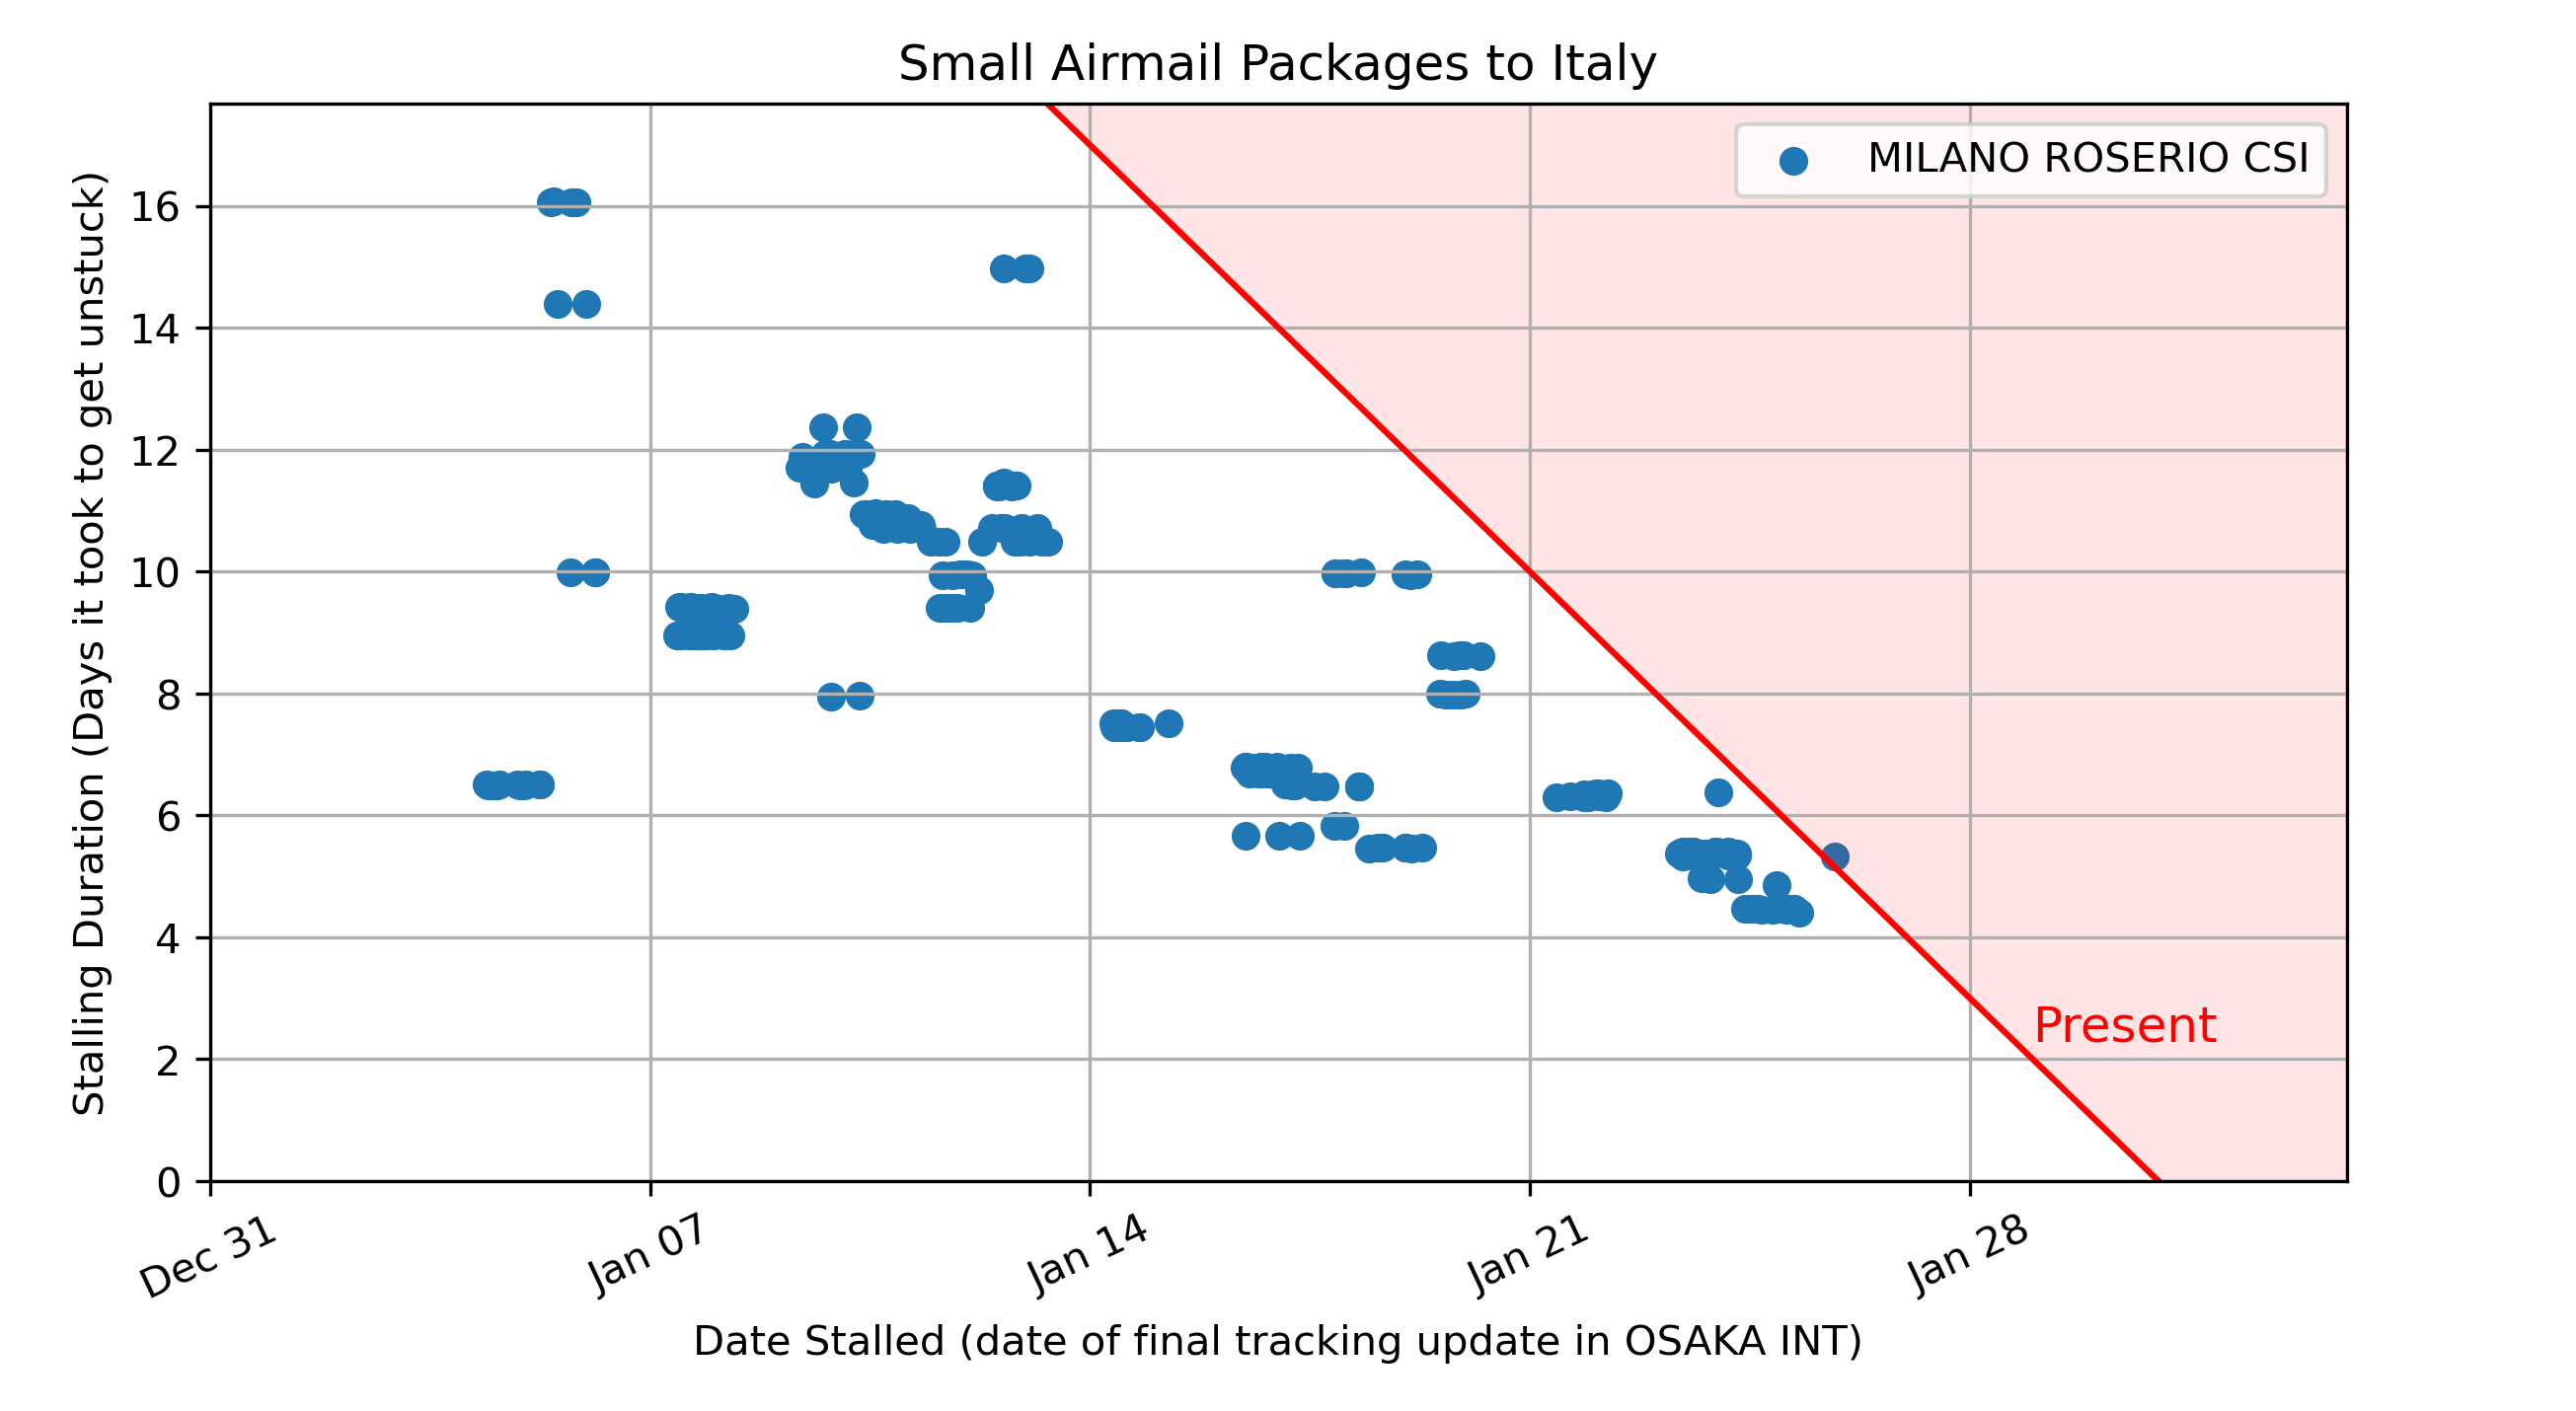 Small Airmail Packages to Italy
MILANO ROSERIO CSI
Stalling Duration (Days it took to get unstuck)
16
14
12
10
8
6
4
2
0
Present
Dec 31
Jan 07
Jan 14
Jan 21
Jan 28
Date Stalled (date of final tracking update in OSAKA INT)